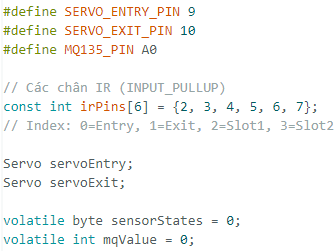 #define SERVO_ENTRY_PIN 9
#define SERVO_EXIT_PIN 10
#define MQ135_PIN A0
// Các chân IR (INPUT_PULLUP)
const int irPins[6] = {2, 3, 4, 5, 6, 7};
// Index: 0=Entry, 1=Exit, 2=Slot1, 3=Slot2
Servo servoEntry;
Servo servoExit;
volatile byte sensorStates = 0;
volatile int mqValue = 0;